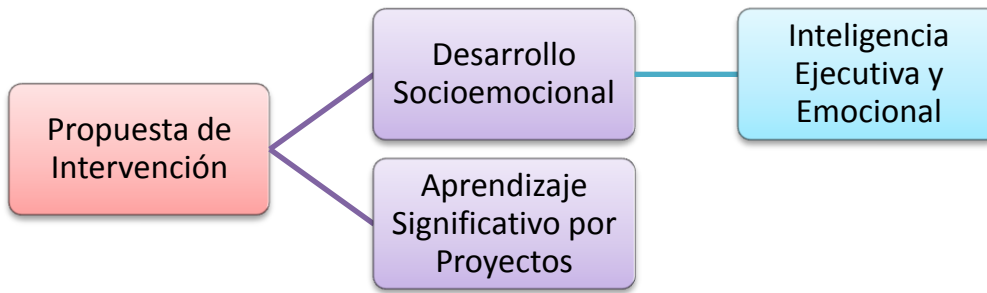 Propuesta de
Intervención
Desarrollo
Socioemocional
Inteligencia
Ejecutiva y
Emocional
Aprendizaje
Significativo por
Proyectos